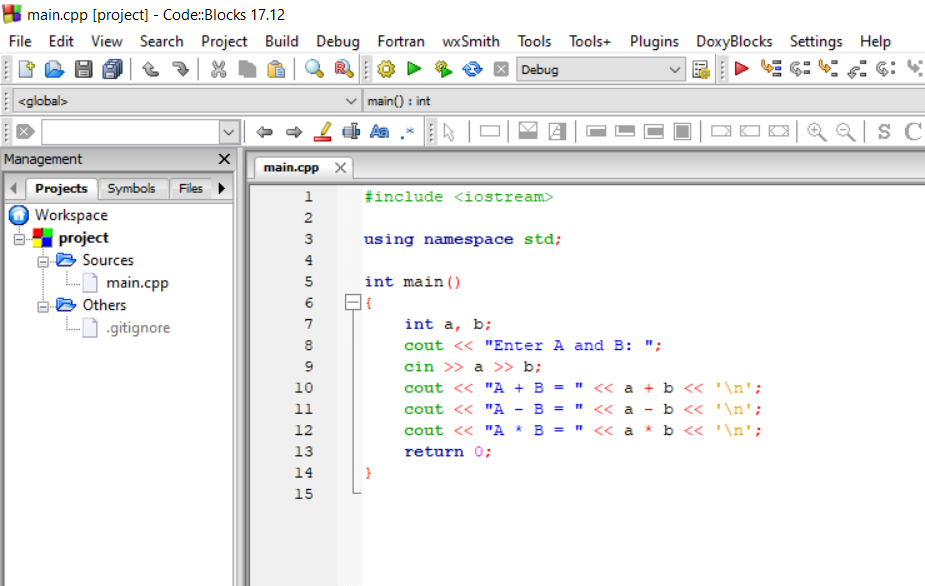 main.cpp [project] - Code::Blocks 17.12
File Edit View Search Project Build Debug Fortran wxSmith Tools Tools+ Plugins DoxyBlocks Settings Help
Debug
<global> main() : int
Aa .* S C
Management
main.cpp
Projects Symbols Files
Workspace
project
Sources
main.cpp
Others
.gitignore
1 #include <iostream>
2
3 using namespace std;
4
5 int main()
6 {
7 int a, b;
8 cout << "Enter A and B: ";
9 cin >> a >> b;
10 cout << "A + B = " << a + b << '\n';
11 cout << "A - B = " << a - b << '\n';
12 cout << "A * B = " << a * b << '\n';
13 return 0;
14 }
15